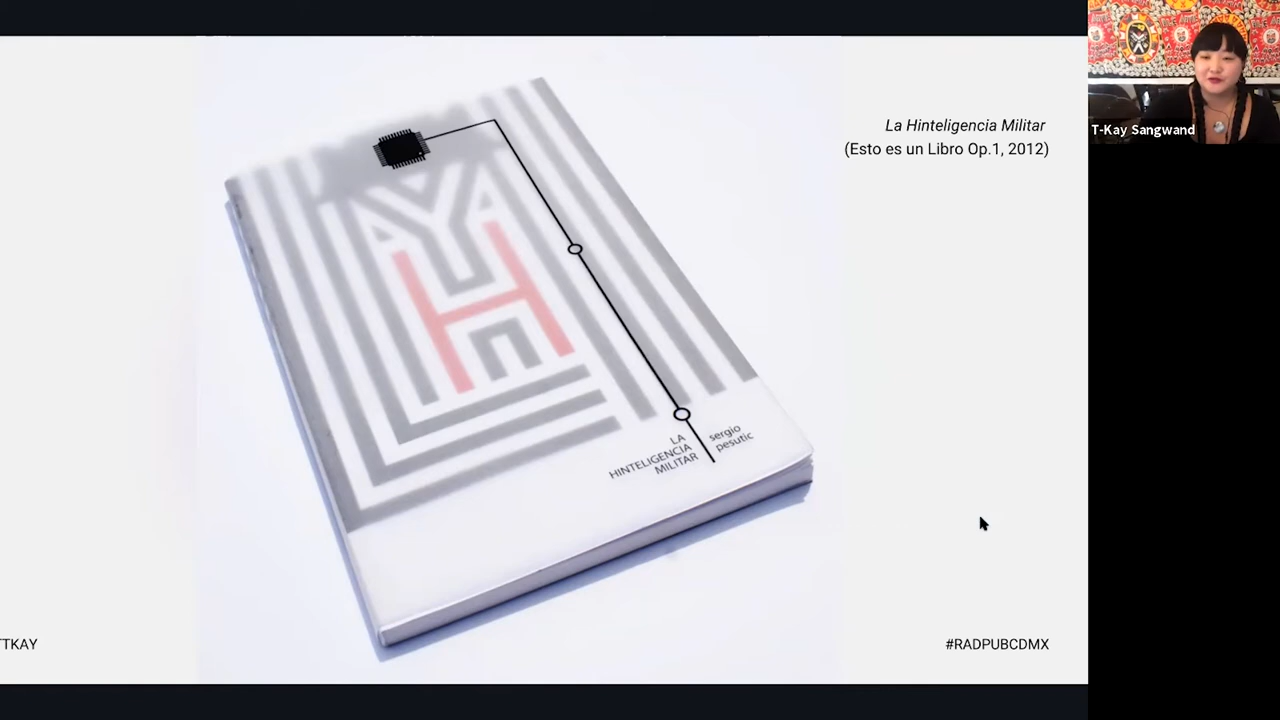 T-Kay Sangwand
La Hinteligencia Militar
(Esto es un Libro Op.1, 2012)
H
LA
HINTELIGENCIA
MILITAR
sergio
pesutic
TKAY
#RADPUBCDMX